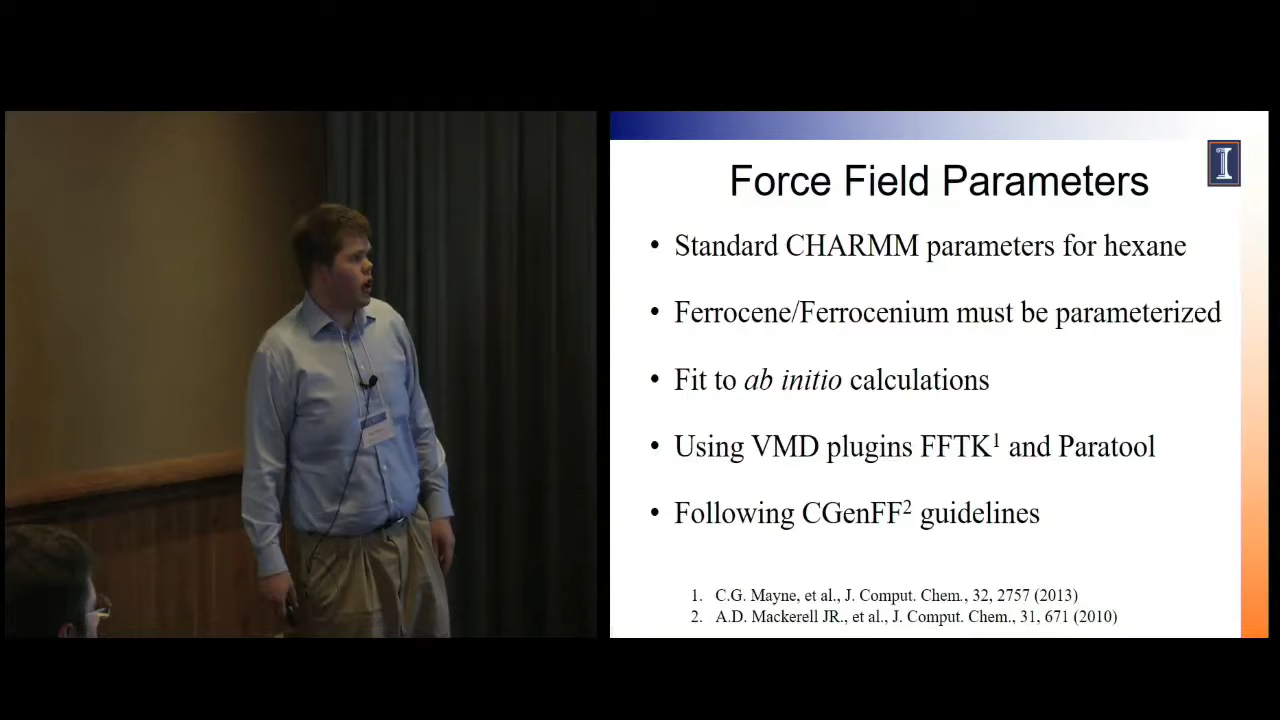 Force Field Parameters
• Standard CHARMM parameters for hexane
• Ferrocene/Ferrocenium must be parameterized
• Fit to ab initio calculations
• Using VMD plugins FFTK¹ and Paratool
• Following CGenFF² guidelines
1. C.G. Mayne, et al., J. Comput. Chem., 32, 2757 (2013)
2. A.D. Mackerell JR., et al., J. Comput. Chem., 31, 671 (2010)